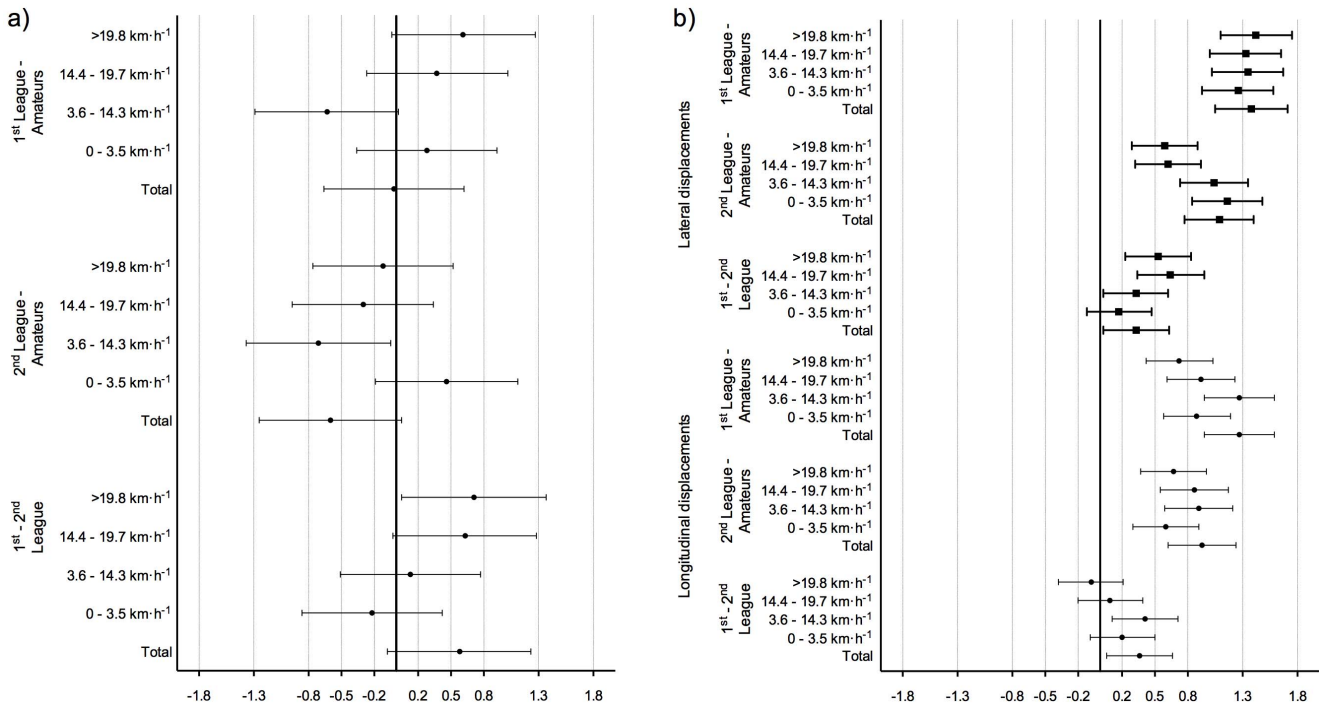 a)
1st League -
Amateurs
>19.8 km·h-1
14.4 - 19.7 km·h-1
3.6 - 14.3 km·h-1
0 - 3.5 km·h-1
Total
2nd League -
Amateurs
>19.8 km·h-1
14.4 - 19.7 km·h-1
3.6 - 14.3 km·h-1
0 - 3.5 km·h-1
Total
1st - 2nd
League
>19.8 km·h-1
14.4 - 19.7 km·h-1
3.6 - 14.3 km·h-1
0 - 3.5 km·h-1
Total
-1.8 -1.3 -0.8 -0.5 -0.2 0.2 0.5 0.8 1.3 1.8
b)
Lateral displacements
1st League -
Amateurs
>19.8 km·h-1
14.4 - 19.7 km·h-1
3.6 - 14.3 km·h-1
0 - 3.5 km·h-1
Total
2nd League -
Amateurs
>19.8 km·h-1
14.4 - 19.7 km·h-1
3.6 - 14.3 km·h-1
0 - 3.5 km·h-1
Total
1st - 2nd
League
>19.8 km·h-1
14.4 - 19.7 km·h-1
3.6 - 14.3 km·h-1
0 - 3.5 km·h-1
Total
Longitudinal displacements
1st League -
Amateurs
>19.8 km·h-1
14.4 - 19.7 km·h-1
3.6 - 14.3 km·h-1
0 - 3.5 km·h-1
Total
2nd League -
Amateurs
>19.8 km·h-1
14.4 - 19.7 km·h-1
3.6 - 14.3 km·h-1
0 - 3.5 km·h-1
Total
1st - 2nd
League
>19.8 km·h-1
14.4 - 19.7 km·h-1
3.6 - 14.3 km·h-1
0 - 3.5 km·h-1
Total
-1.8 -1.3 -0.8 -0.5 -0.2 0.2 0.5 0.8 1.3 1.8